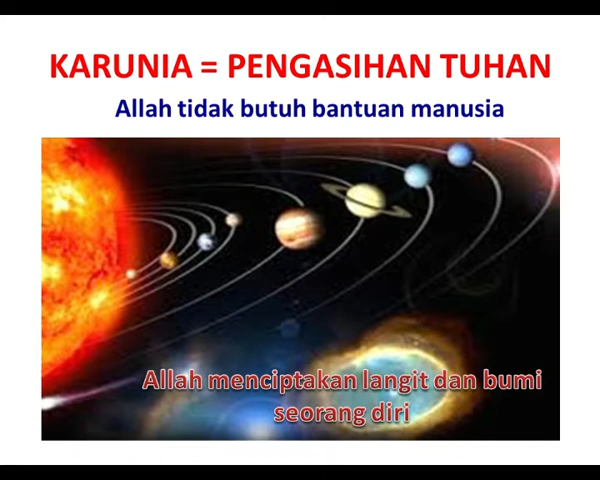 KARUNIA = PENGASIHAN TUHAN
Allah tidak butuh bantuan manusia
Allah menciptakan langit dan bumi
seorang diri